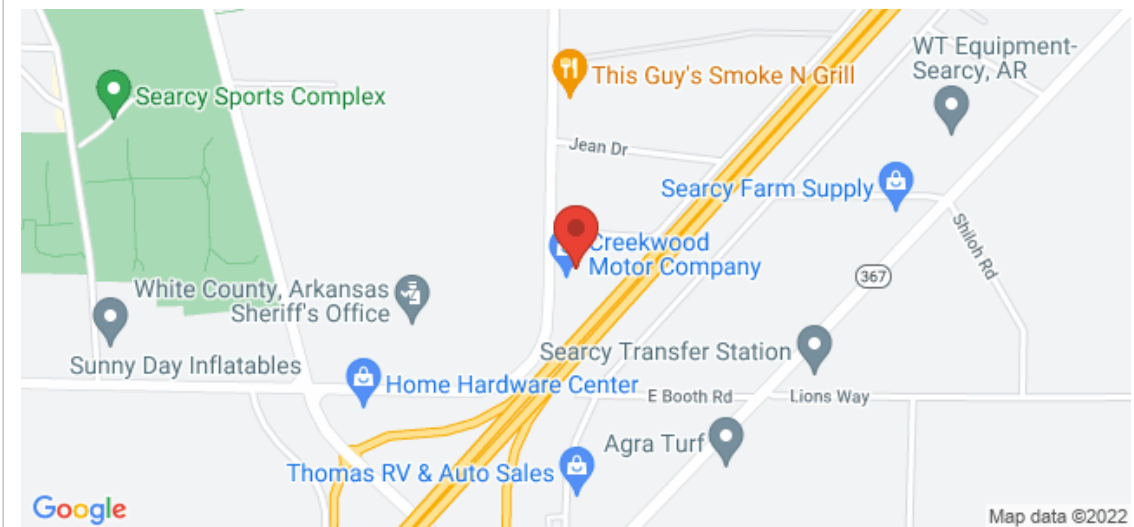 WT Equipment-
Searcy, AR
This Guy's Smoke N Grill
Searcy Sports Complex
Jean Dr
Searcy Farm Supply
Shiloh Rd
Creekwood
Motor Company
367
White County, Arkansas
Sheriff's Office
Searcy Transfer Station
Sunny Day Inflatables
Home Hardware Center
E Booth Rd
Lions Way
Agra Turf
Thomas RV & Auto Sales
Google
Map data ©2022